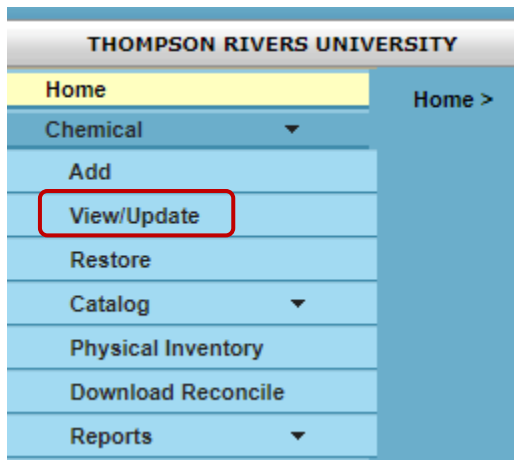 THOMPSON RIVERS UNIVERSITY
Home
Home >
Chemical
Add
View/Update
Restore
Catalog
Physical Inventory
Download Reconcile
Reports